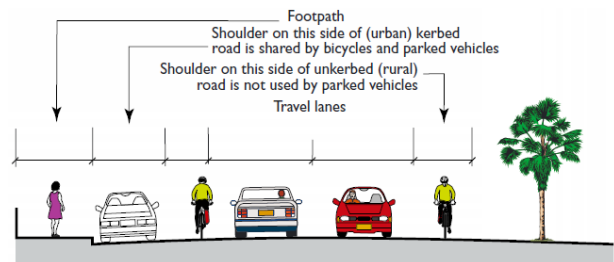 Footpath
Shoulder on this side of (urban) kerbed
road is shared by bicycles and parked vehicles
Shoulder on this side of unkerbed (rural)
road is not used by parked vehicles
Travel lanes